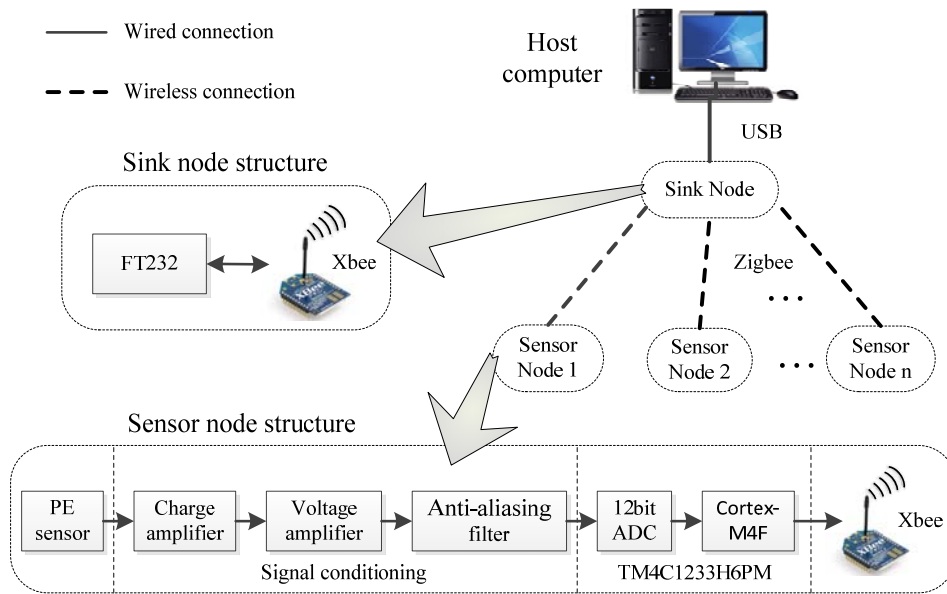 Wired connection
Wireless connection
Host
computer
USB
Sink node structure
Sink Node
FT232
Xbee
XBee
Zigbee
...
Sensor
Node 1
Sensor
Node 2
...
Sensor
Node n
Sensor node structure
PE
sensor
Charge
amplifier
Voltage
amplifier
Anti-aliasing
filter
12bit
ADC
Cortex-
M4F
Xbee
XBee
Signal conditioning
TM4C1233H6PM